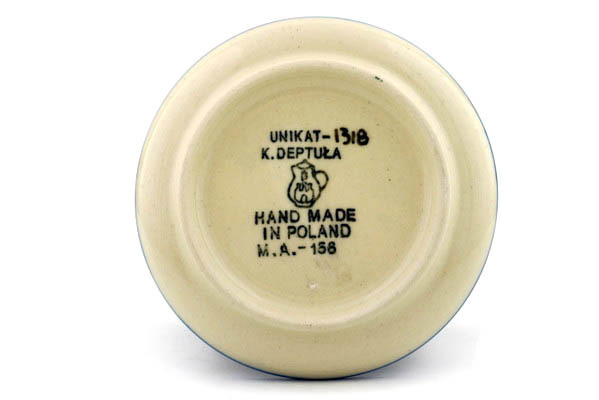 UNIKAT-1318
K. DEPTUŁA
HAND MADE
IN POLAND
M.A.-156